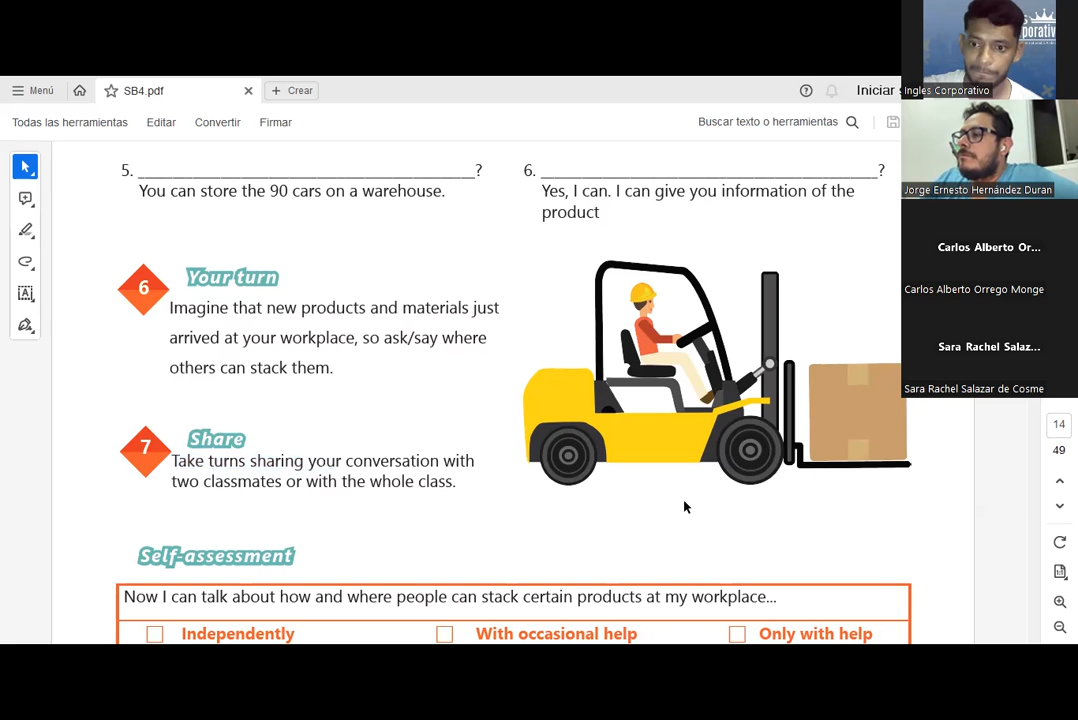 Menú
SB4.pdf
Crear
Iniciar s
Todas las herramientas
Editar
Convertir
Firmar
Buscar texto o herramientas
5. ________________________________________?
You can store the 90 cars on a warehouse.
6. ________________________________________?
Yes, I can. I can give you information of the
product
6
Your turn
Imagine that new products and materials just
arrived at your workplace, so ask/say where
others can stack them.
7
Share
Take turns sharing your conversation with
two classmates or with the whole class.
Self-assessment
Now I can talk about how and where people can stack certain products at my workplace...
Independently
With occasional help
Only with help
Ingles Corporativo
Jorge Ernesto Hernández Duran
Carlos Alberto Or...
Carlos Alberto Orrego Monge
Sara Rachel Salaz...
Sara Rachel Salazar de Cosme
14
49